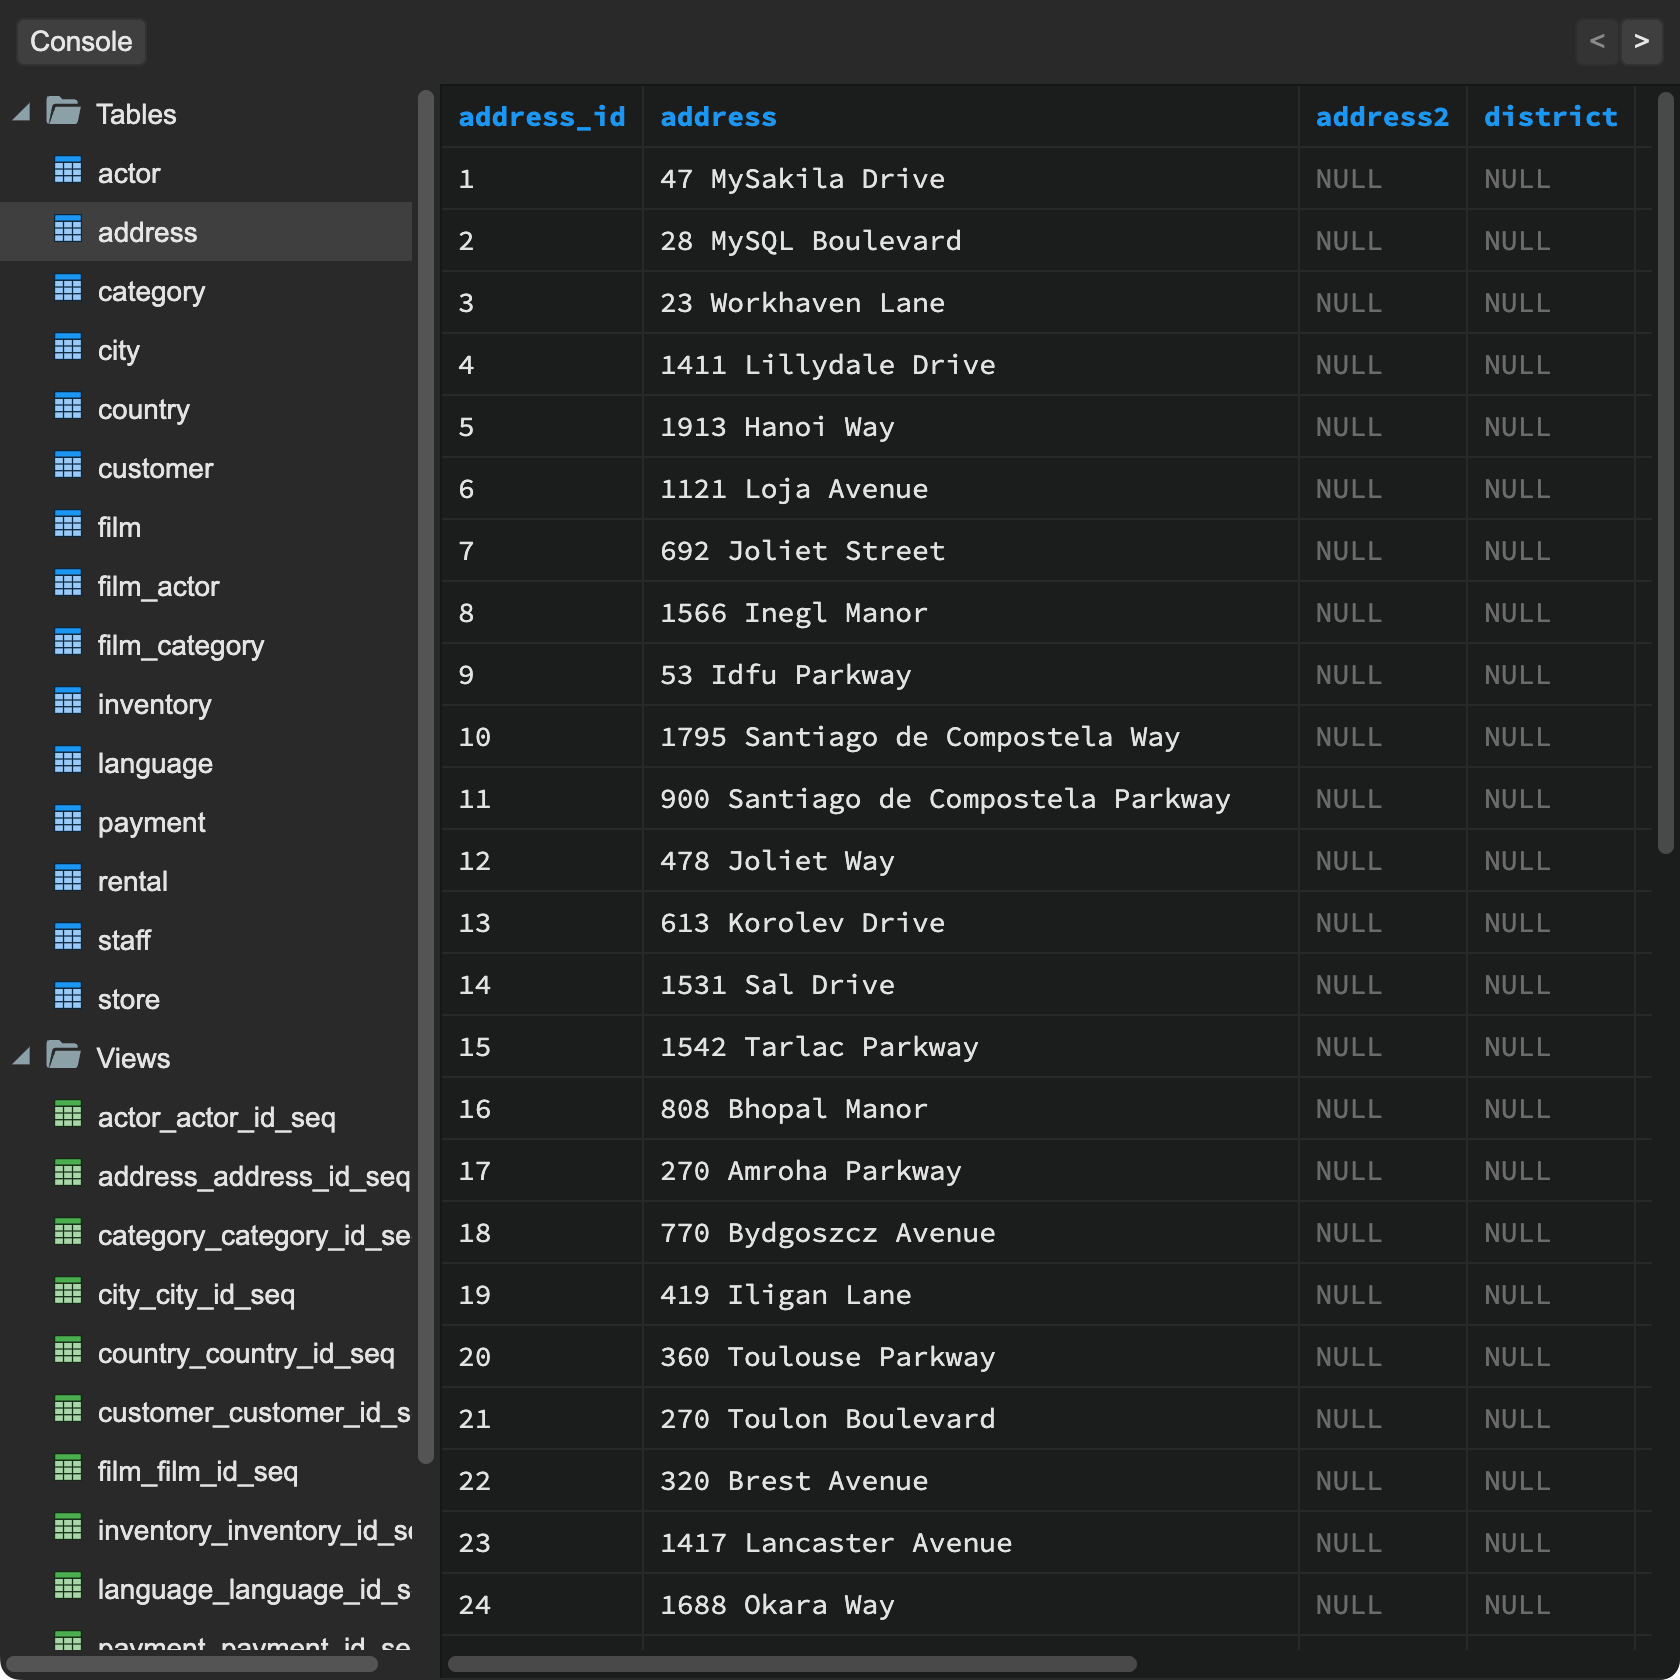 Console < >
Tables
actor
address
category
city
country
customer
film
film_actor
film_category
inventory
language
payment
rental
staff
store
Views
actor_actor_id_seq
address_address_id_seq
category_category_id_se
city_city_id_seq
country_country_id_seq
customer_customer_id_s
film_film_id_seq
inventory_inventory_id_s
language_language_id_s
payment_payment_id_se
address_id address address2 district
1 47 MySakila Drive NULL NULL
2 28 MySQL Boulevard NULL NULL
3 23 Workhaven Lane NULL NULL
4 1411 Lillydale Drive NULL NULL
5 1913 Hanoi Way NULL NULL
6 1121 Loja Avenue NULL NULL
7 692 Joliet Street NULL NULL
8 1566 Inegl Manor NULL NULL
9 53 Idfu Parkway NULL NULL
10 1795 Santiago de Compostela Way NULL NULL
11 900 Santiago de Compostela Parkway NULL NULL
12 478 Joliet Way NULL NULL
13 613 Korolev Drive NULL NULL
14 1531 Sal Drive NULL NULL
15 1542 Tarlac Parkway NULL NULL
16 808 Bhopal Manor NULL NULL
17 270 Amroha Parkway NULL NULL
18 770 Bydgoszcz Avenue NULL NULL
19 419 Iligan Lane NULL NULL
20 360 Toulouse Parkway NULL NULL
21 270 Toulon Boulevard NULL NULL
22 320 Brest Avenue NULL NULL
23 1417 Lancaster Avenue NULL NULL
24 1688 Okara Way NULL NULL